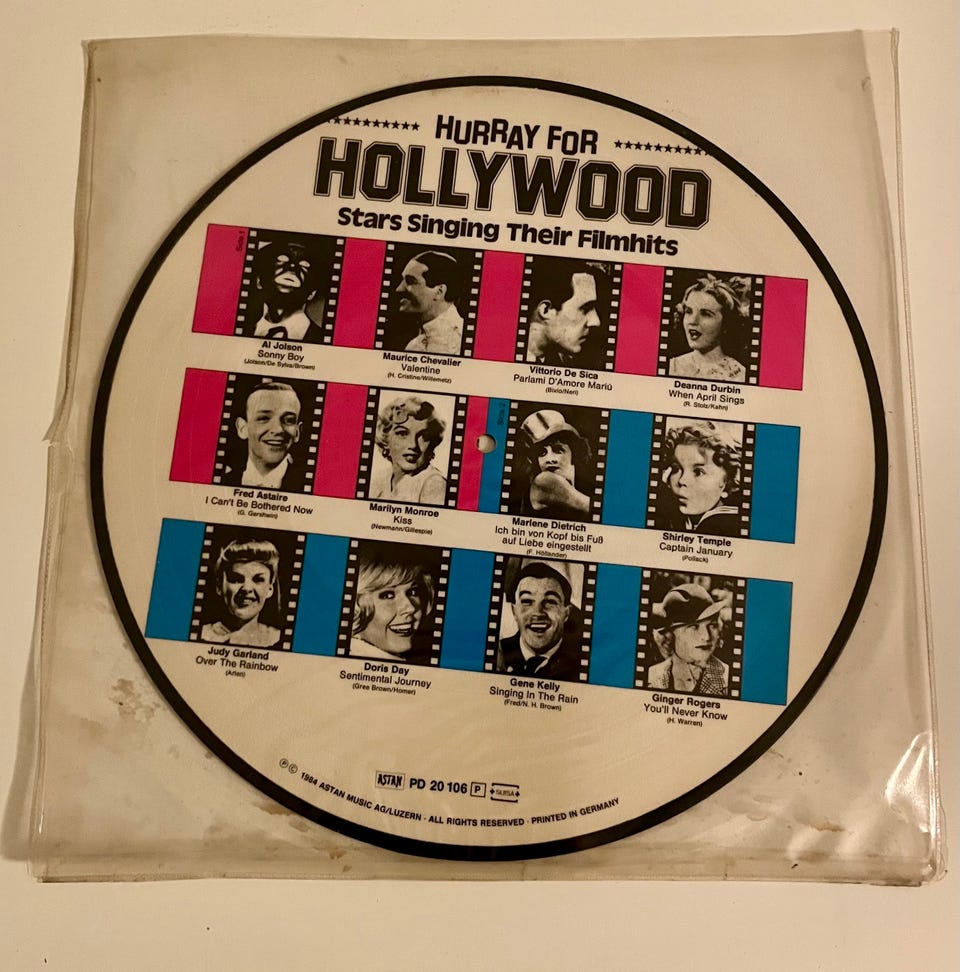 ★★★★★★★★★★ HURRAY FOR ★★★★★★★★★★
HOLLYWOOD
Stars Singing Their Filmhits
Side 1
Al Jolson
Sonny Boy
(Jolson/De Sylva/Brown)
Maurice Chevalier
Valentine
(H. Cristine/Willemetz)
Vittorio De Sica
Parlami D'Amore Mariù
(Bixio/Neri)
Deanna Durbin
When April Sings
(R. Stolz/Kahn)
Fred Astaire
I Can't Be Bothered Now
(G. Gershwin)
Marilyn Monroe
Kiss
(Newmann/Gillespie)
Side 2
Marlene Dietrich
Ich bin von Kopf bis Fuß
auf Liebe eingestellt
(F. Höllander)
Shirley Temple
Captain January
(Pollack)
Judy Garland
Over The Rainbow
(Arlen)
Doris Day
Sentimental Journey
(Gree Brown/Homer)
Gene Kelly
Singing In The Rain
(Fred/N. H. Brown)
Ginger Rogers
You'll Never Know
(H. Warren)
ASTAN PD 20 106 P SUISA
℗ © 1984 ASTAN MUSIC AG/LUZERN · ALL RIGHTS RESERVED · PRINTED IN GERMANY